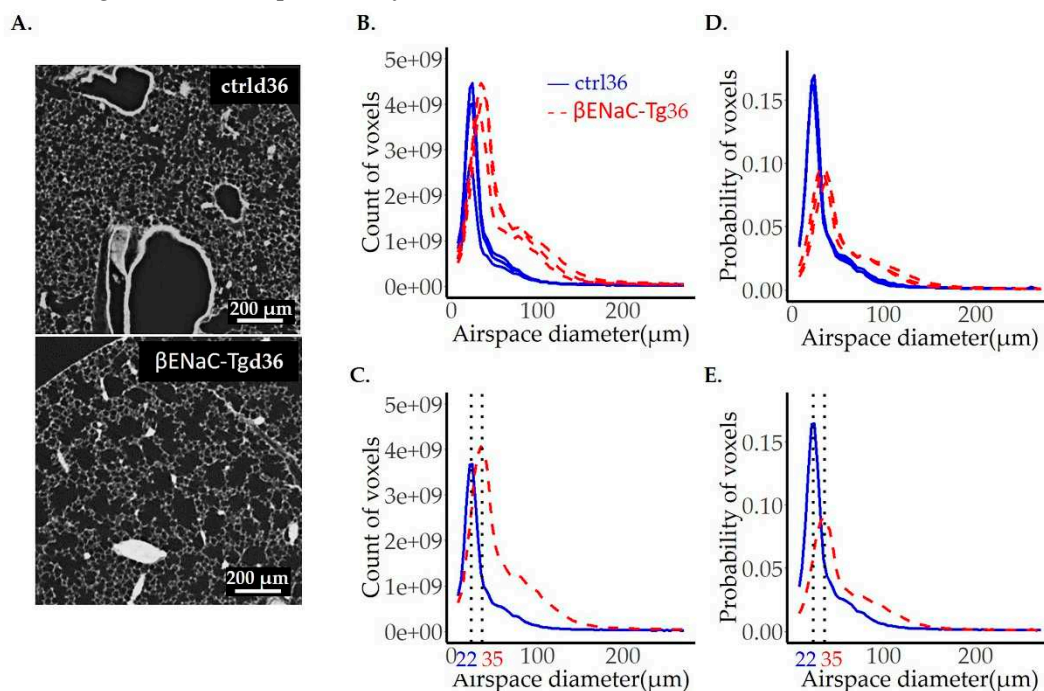 A.
ctrld36
200 µm
βENaC-Tgd36
200 µm
B.
5e+09
4e+09
3e+09
2e+09
1e+09
0e+00
Count of voxels
ctrl36
βENaC-Tg36
0 100 200
Airspace diameter(µm)
D.
0.15
0.10
0.05
0.00
Probability of voxels
0 100 200
Airspace diameter(µm)
C.
5e+09
4e+09
3e+09
2e+09
1e+09
0e+00
Count of voxels
0 100 200
22 35
Airspace diameter(µm)
E.
0.15
0.10
0.05
0.00
Probability of voxels
0 100 200
22 35
Airspace diameter(µm)